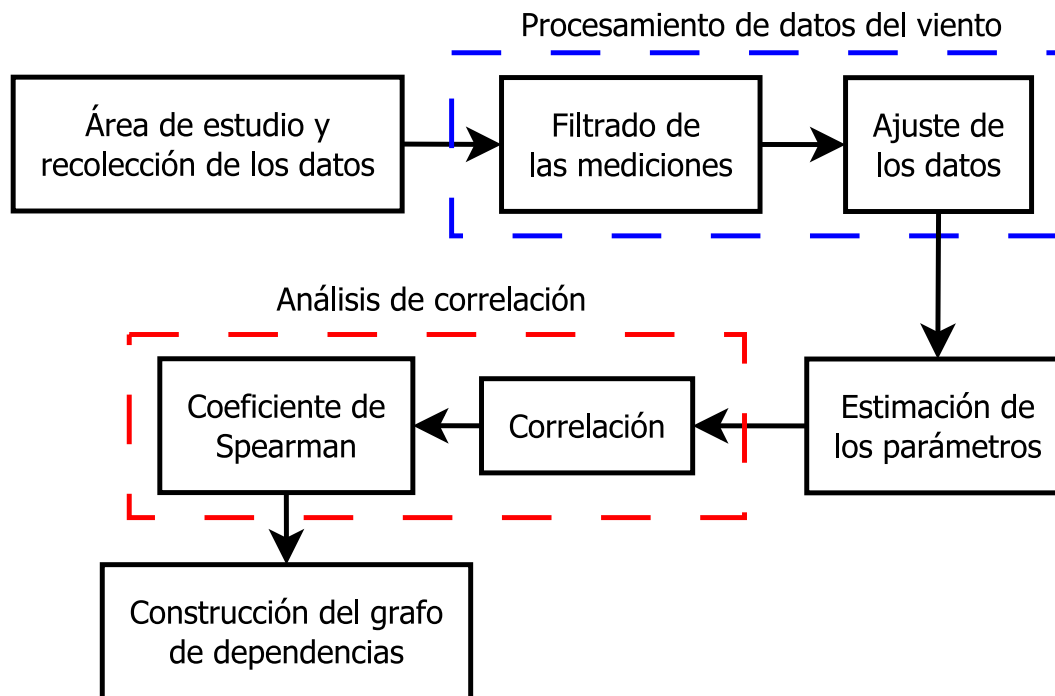 Procesamiento de datos del viento
Área de estudio y
recolección de los datos
Filtrado de
las mediciones
Ajuste de
los datos
Análisis de correlación
Coeficiente de
Spearman
Correlación
Estimación de
los parámetros
Construcción del grafo
de dependencias